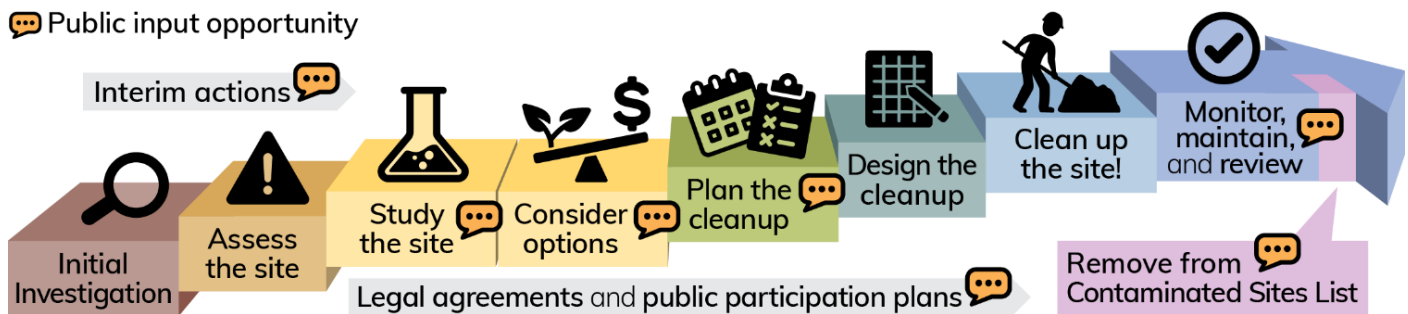 Public input opportunity
Interim actions
Initial
Investigation
Assess
the site
Study
the site
Consider
options
Plan the
cleanup
Design the
cleanup
Clean up
the site!
Monitor,
maintain,
and review
Legal agreements and public participation plans
Remove from
Contaminated Sites List